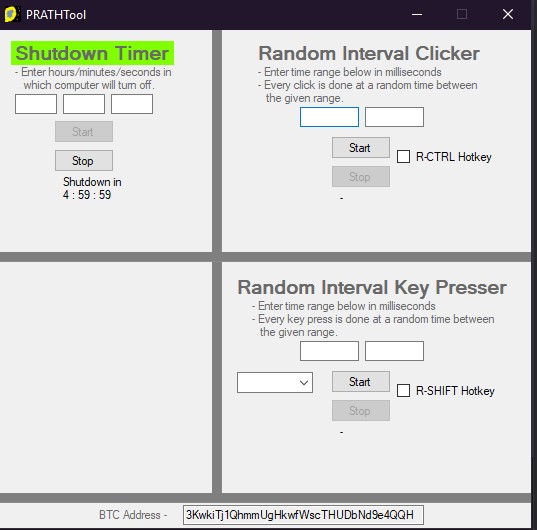 PRATHTool
Shutdown Timer
- Enter hours/minutes/seconds in
which computer will turn off.
Start
Stop
Shutdown in
4 : 59 : 59
Random Interval Clicker
- Enter time range below in milliseconds
- Every click is done at a random time between
the given range.
Start
R-CTRL Hotkey
Stop
-
Random Interval Key Presser
- Enter time range below in milliseconds
- Every key press is done at a random time between
the given range.
Start
R-SHIFT Hotkey
Stop
-
BTC Address - 3KwkiTj1QhmmUgHkwfWscTHUDbNd9e4QQH